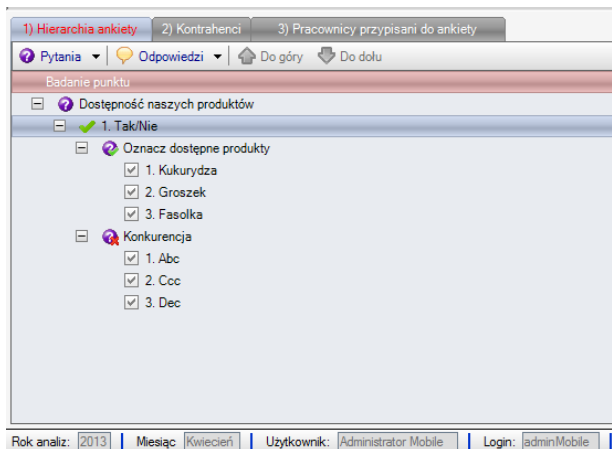 1) Hierarchia ankiety 2) Kontrahenci 3) Pracownicy przypisani do ankiety
Pytania Odpowiedzi Do góry Do dołu
Badanie punktu
Dostępność naszych produktów
1. Tak/Nie
Oznacz dostępne produkty
1. Kukurydza
2. Groszek
3. Fasolka
Konkurencja
1. Abc
2. Ccc
3. Dec
Rok analiz: 2013 Miesiąc Kwiecień Użytkownik: Administrator Mobile Login: adminMobile